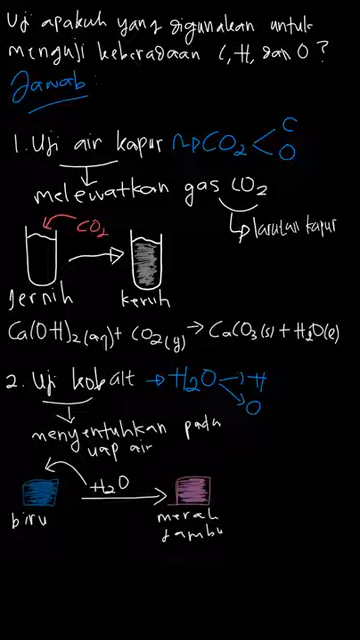 Uji apakah yang digunakan untuk
menguji keberadaan C, H, dan O ?
Jawab :
1. Uji air kapur → CO2 < C
O
melewatkan gas CO2
→ larutan kapur
CO2
Jernih
keruh
Ca(OH)2(aq) + CO2(g) → CaCO3(s) + H2O(l)
2. Uji kobalt → H2O → H
O
menyentuhkan pada
uap air
H2O
biru
merah
jambu